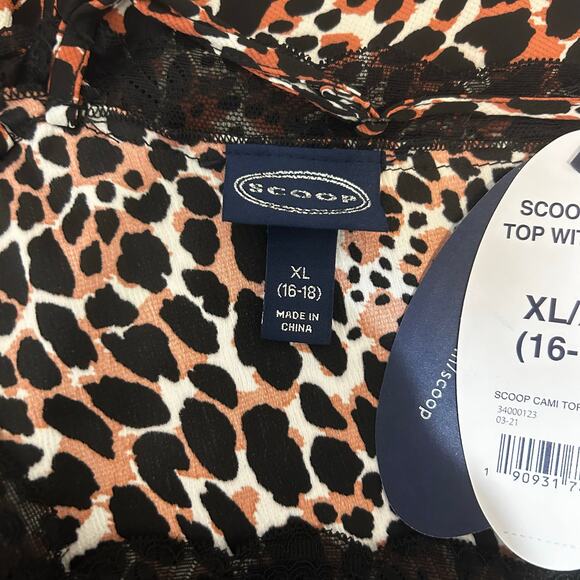 SCOOP
XL
(16-18)
MADE IN
CHINA
/scoop
SCOOP
TOP WIT
XL/
(16-
SCOOP CAMI TOP
34000123
03-21
1 90931 7